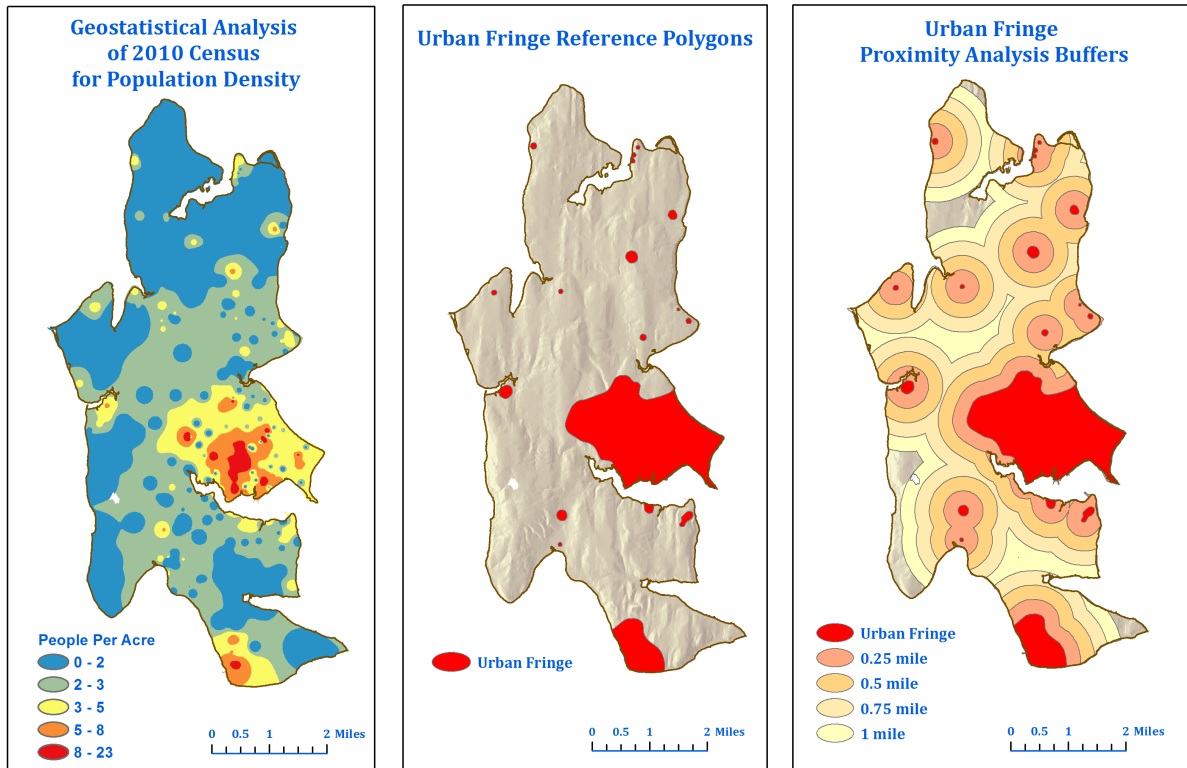 Geostatistical Analysis
of 2010 Census
for Population Density
People Per Acre
0 - 2
2 - 3
3 - 5
5 - 8
8 - 23
0 0.5 1 2 Miles
Urban Fringe Reference Polygons
Urban Fringe
0 0.5 1 2 Miles
Urban Fringe
Proximity Analysis Buffers
Urban Fringe
0.25 mile
0.5 mile
0.75 mile
1 mile
0 0.5 1 2 Miles